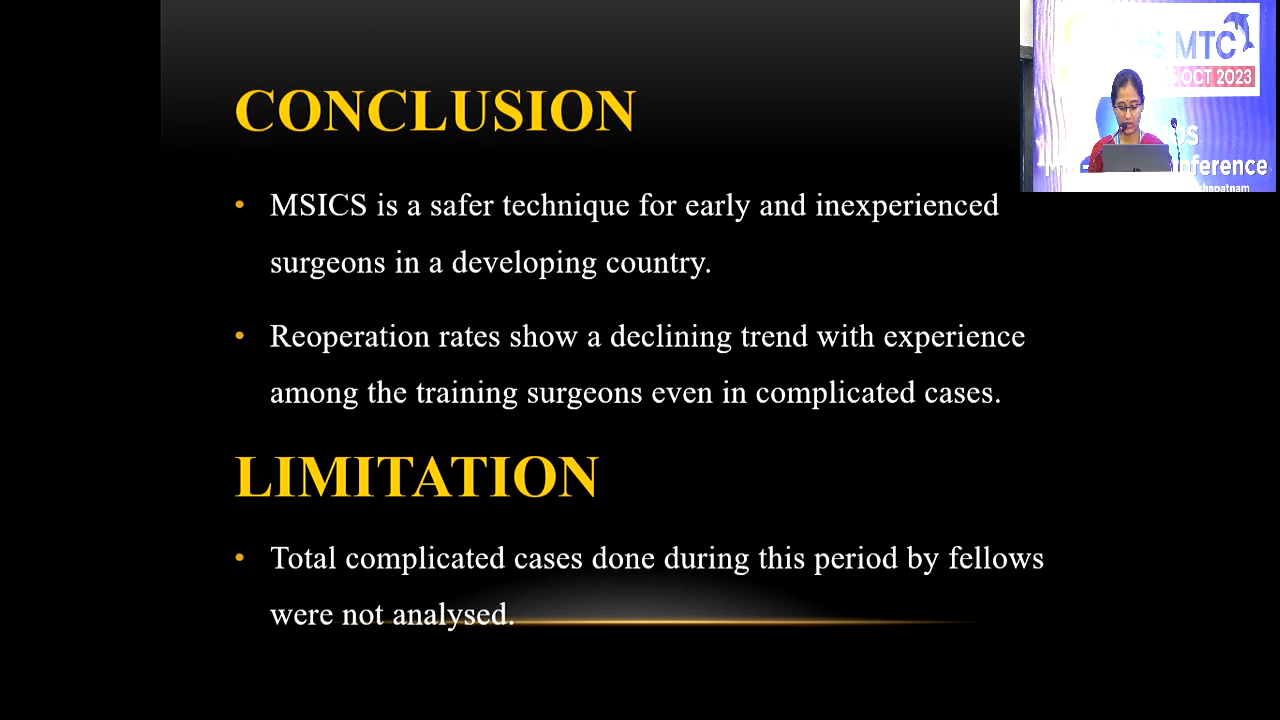 CONCLUSION
• MSICS is a safer technique for early and inexperienced
surgeons in a developing country.
• Reoperation rates show a declining trend with experience
among the training surgeons even in complicated cases.
LIMITATION
• Total complicated cases done during this period by fellows
were not analysed.
MTC
OCT 2023